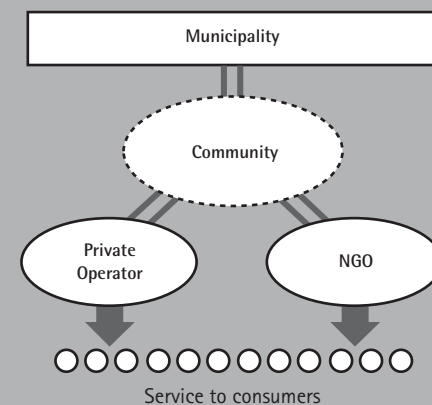 Municipality
Community
Private
Operator
NGO
Service to consumers